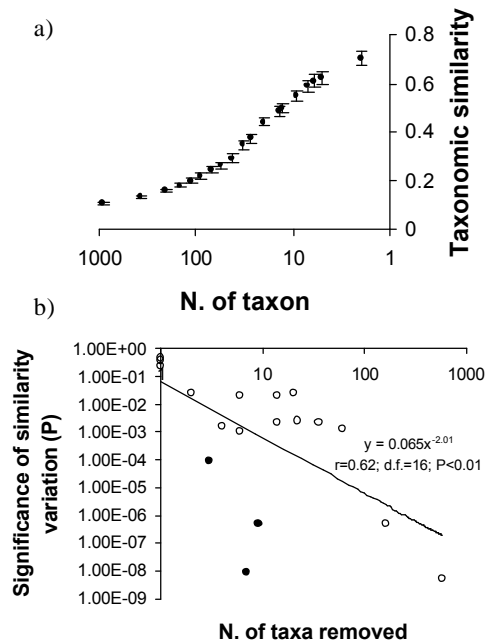 a)
0.8
0.6
0.4
0.2
0
Taxonomic similarity
1000 100 10 1
N. of taxon
b)
1.00E+00
1.00E-01
1.00E-02
1.00E-03
1.00E-04
1.00E-05
1.00E-06
1.00E-07
1.00E-08
1.00E-09
Significance of similarity
variation (P)
1 10 100 1000
y = 0.065x-2.01
r=0.62; d.f.=16; P<0.01
N. of taxa removed